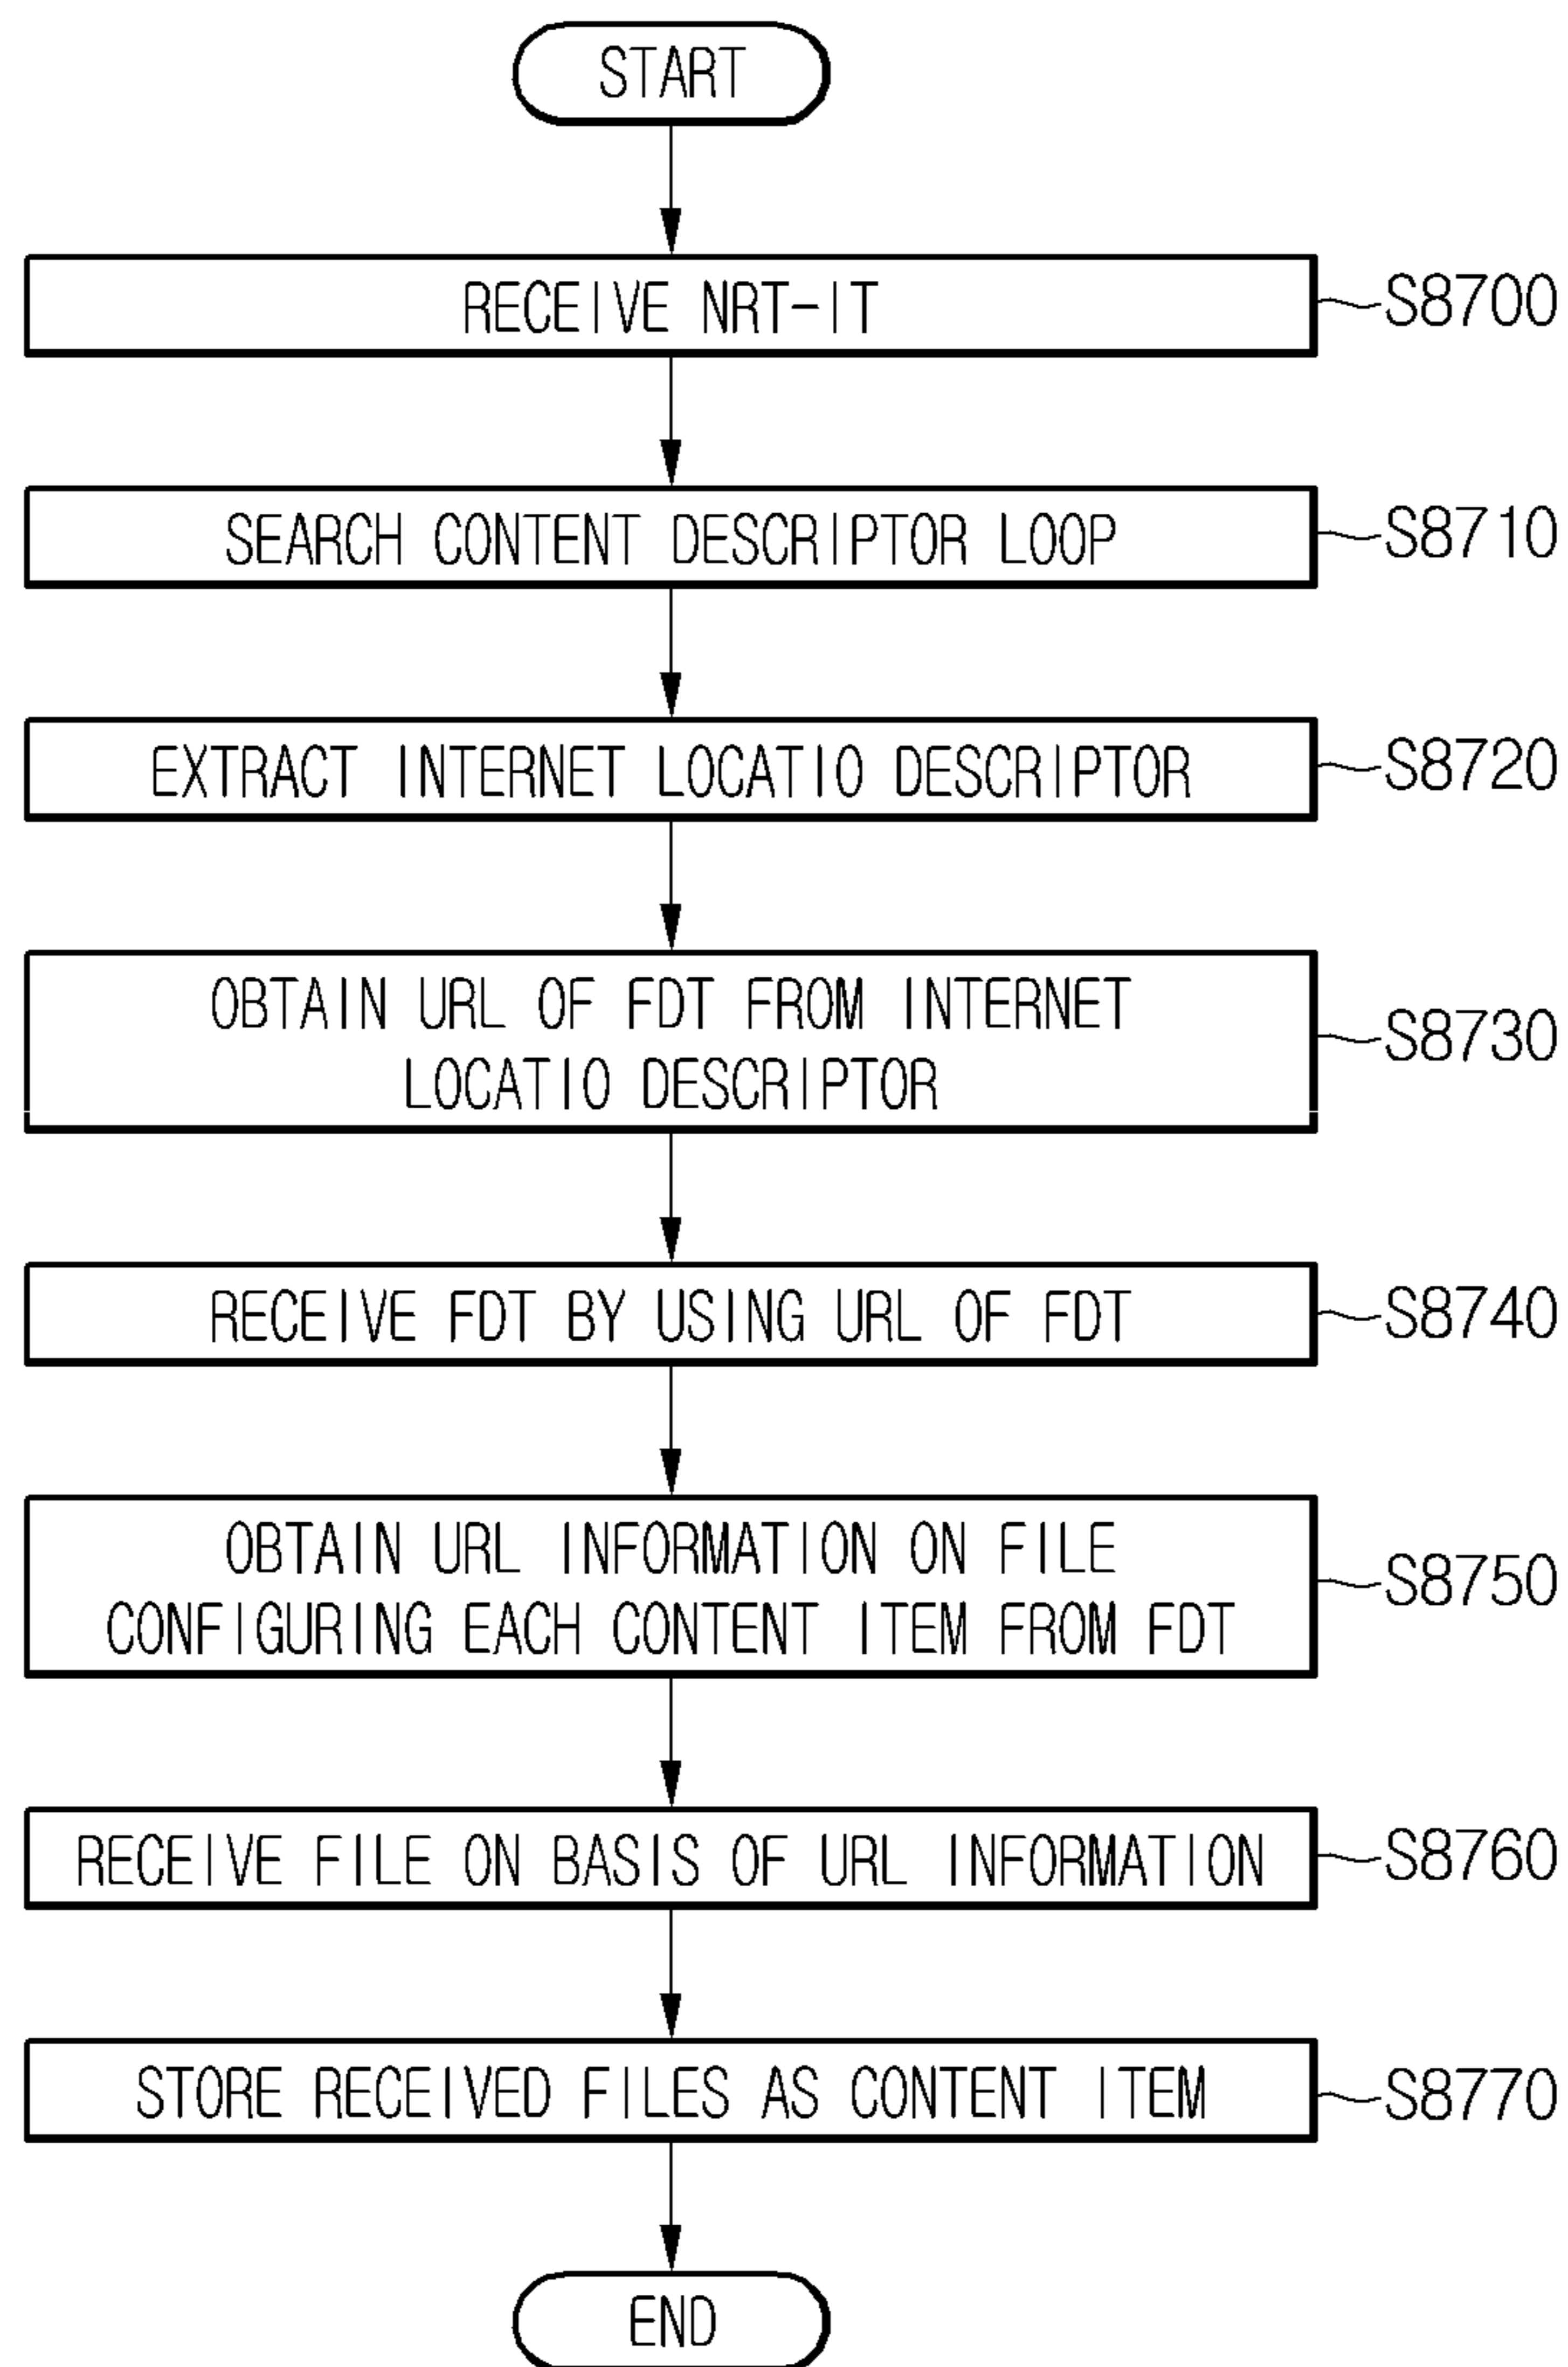 START
RECEIVE NRT-IT
S8700
SEARCH CONTENT DESCRIPTOR LOOP
S8710
EXTRACT INTERNET LOCATIO DESCRIPTOR
S8720
OBTAIN URL OF FDT FROM INTERNET
LOCATIO DESCRIPTOR
S8730
RECEIVE FDT BY USING URL OF FDT
S8740
OBTAIN URL INFORMATION ON FILE
CONFIGURING EACH CONTENT ITEM FROM FDT
S8750
RECEIVE FILE ON BASIS OF URL INFORMATION
S8760
STORE RECEIVED FILES AS CONTENT ITEM
S8770
END